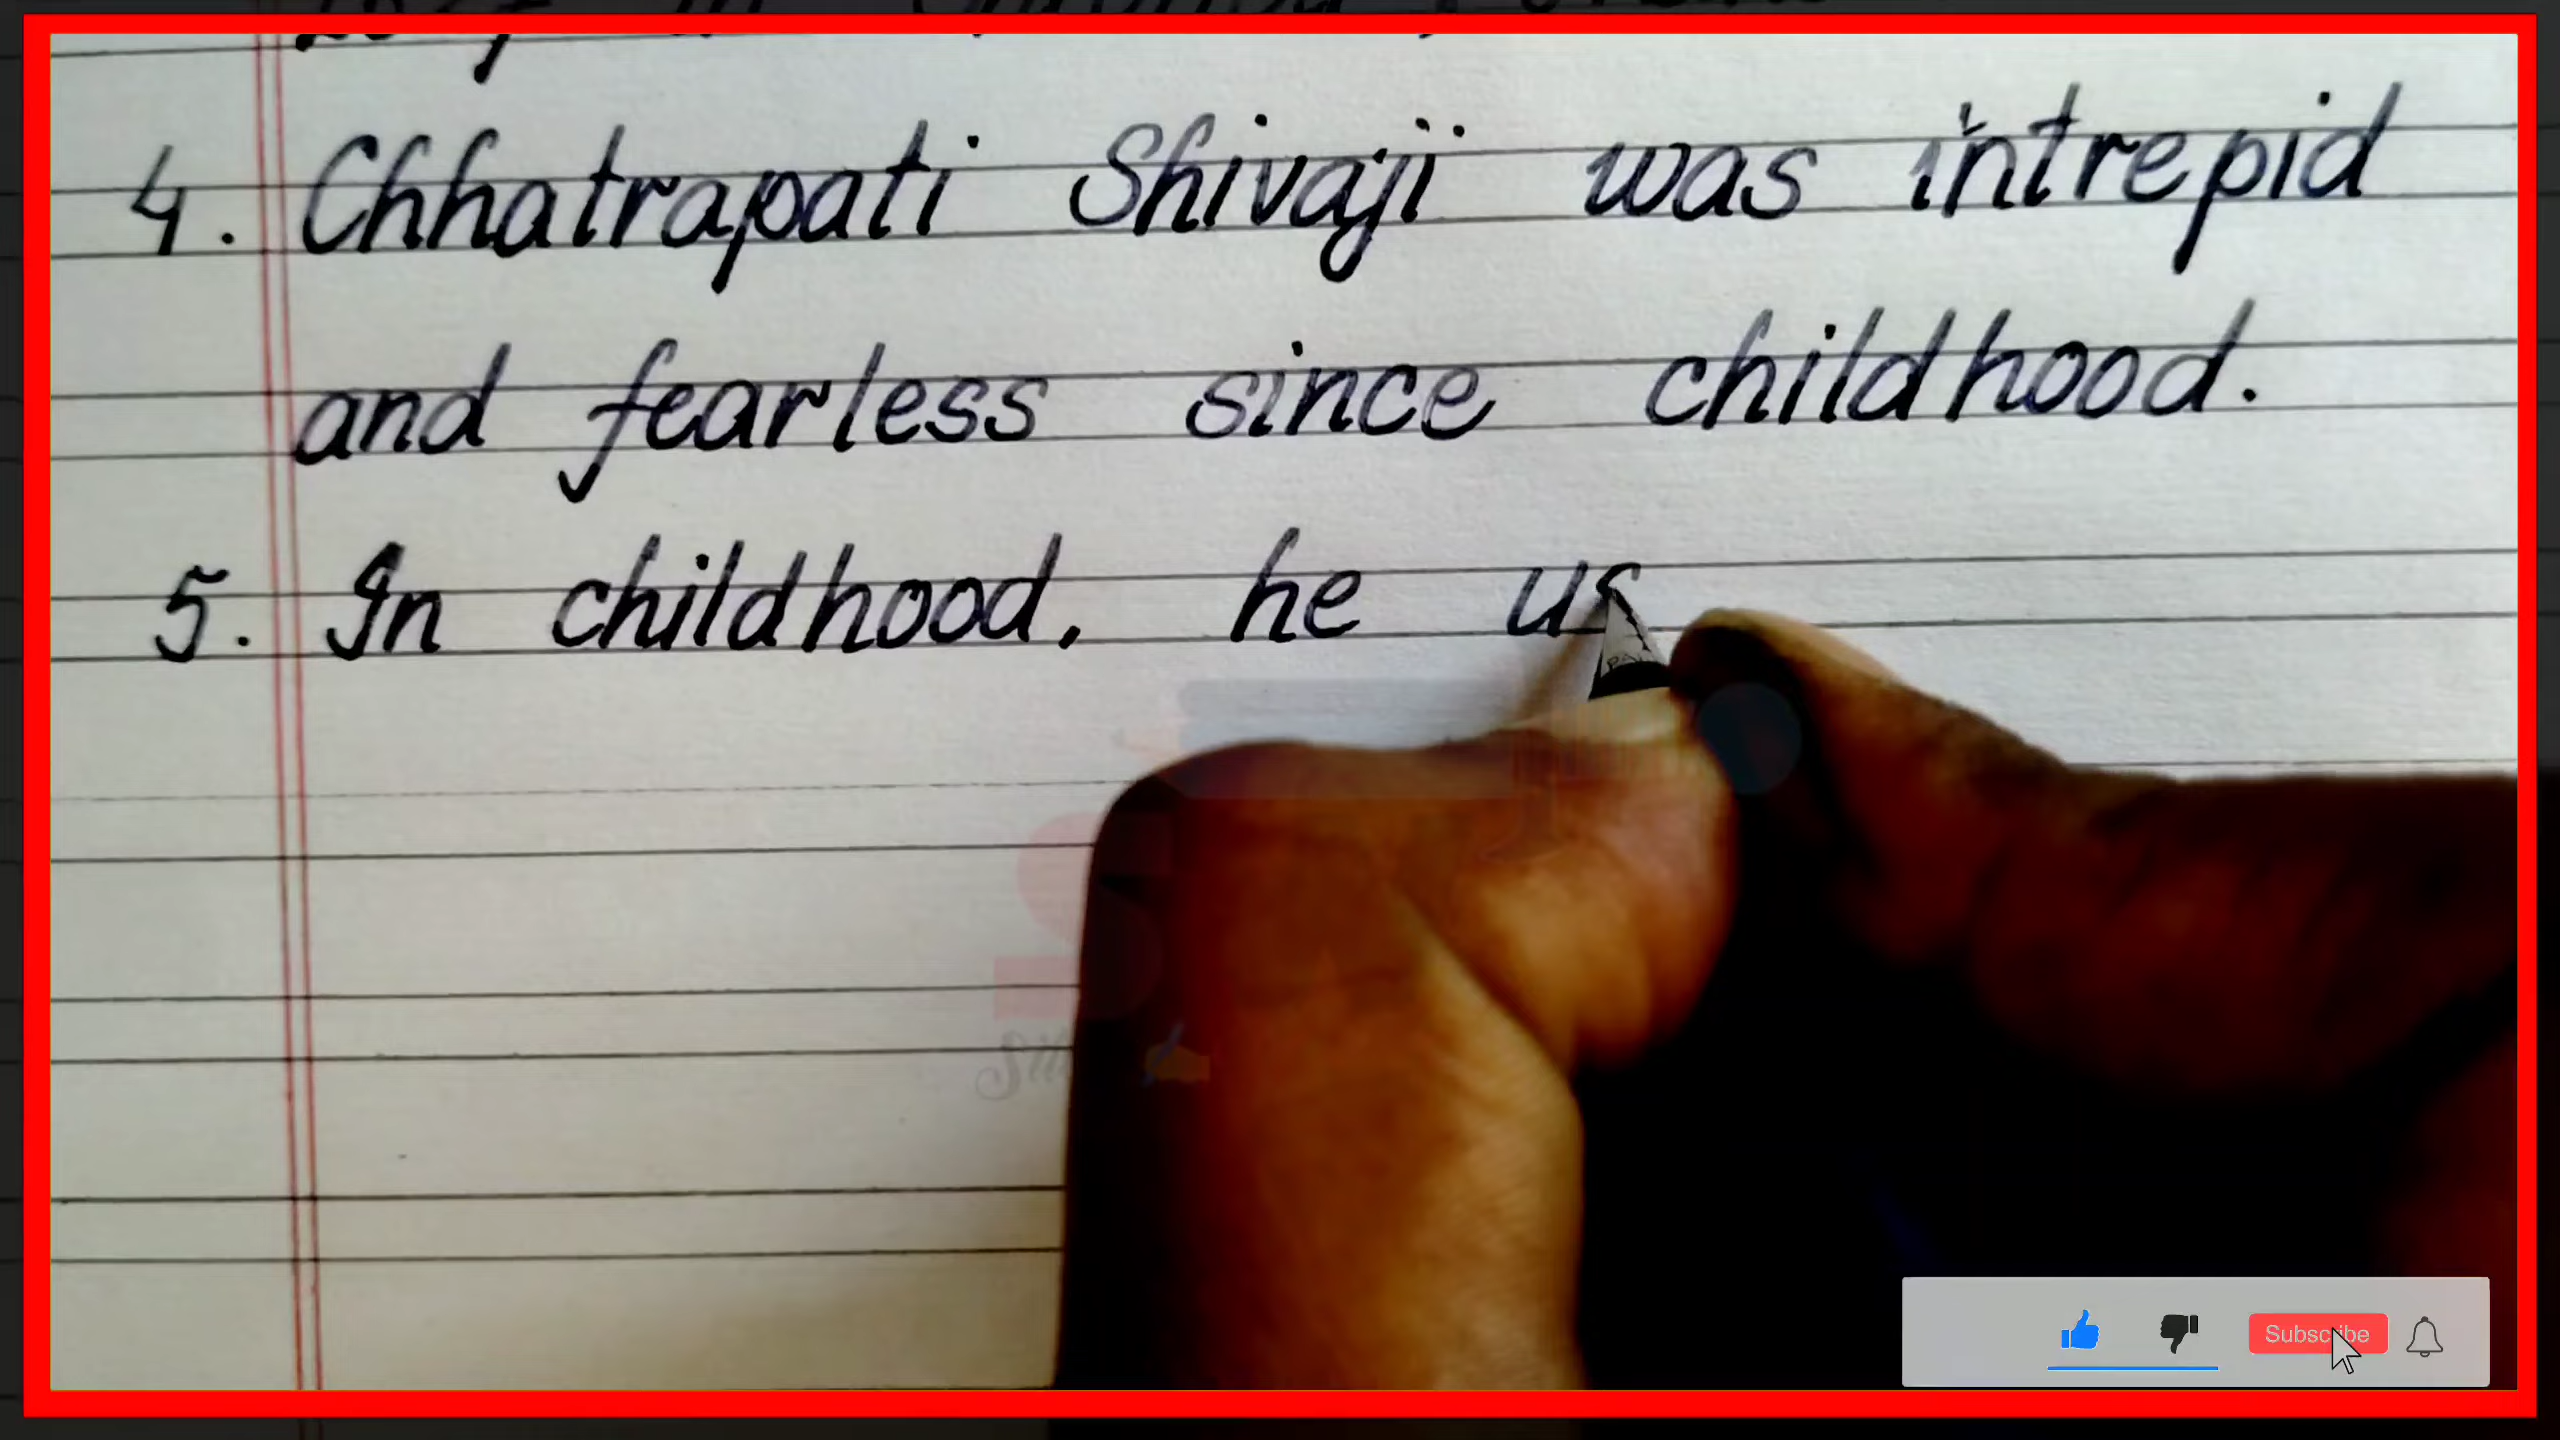 4. Chhatrapati Shivaji was intrepid
and fearless since childhood.
5. In childhood, he us
Subscribe